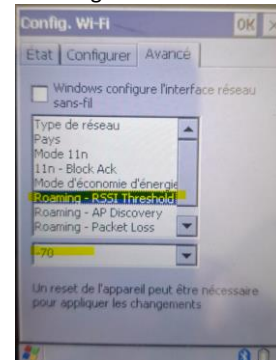 Config. Wi-Fi OK
État Configurer Avancé
Windows configure l'interface réseau
sans-fil
Type de réseau
Pays
Mode 11n
11n - Block Ack
Mode d'économie d'énergie
Roaming - RSSI Threshold
Roaming - AP Discovery
Roaming - Packet Loss
-70
Un reset de l'appareil peut être nécessaire
pour appliquer les changements